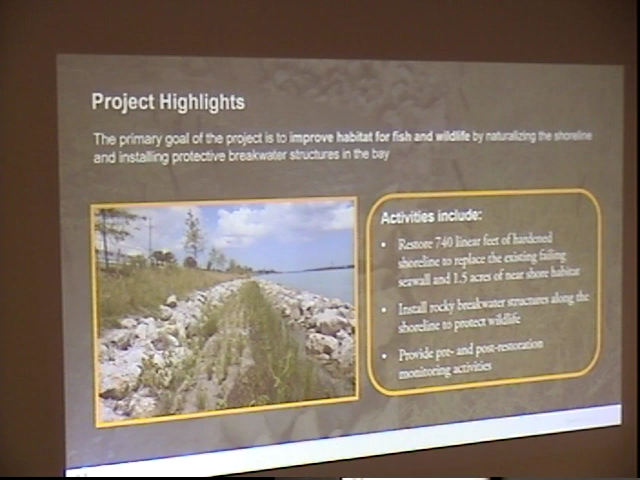 Project Highlights
The primary goal of the project is to improve habitat for fish and wildlife by naturalizing the shoreline
and installing protective breakwater structures in the bay
Activities include:
• Restore 740 linear feet of hardened
shoreline to replace the existing failing
seawall and 1.5 acres of near shore habitat
• Install rocky breakwater structures along the
shoreline to protect wildlife
• Provide pre- and post-restoration
monitoring activities